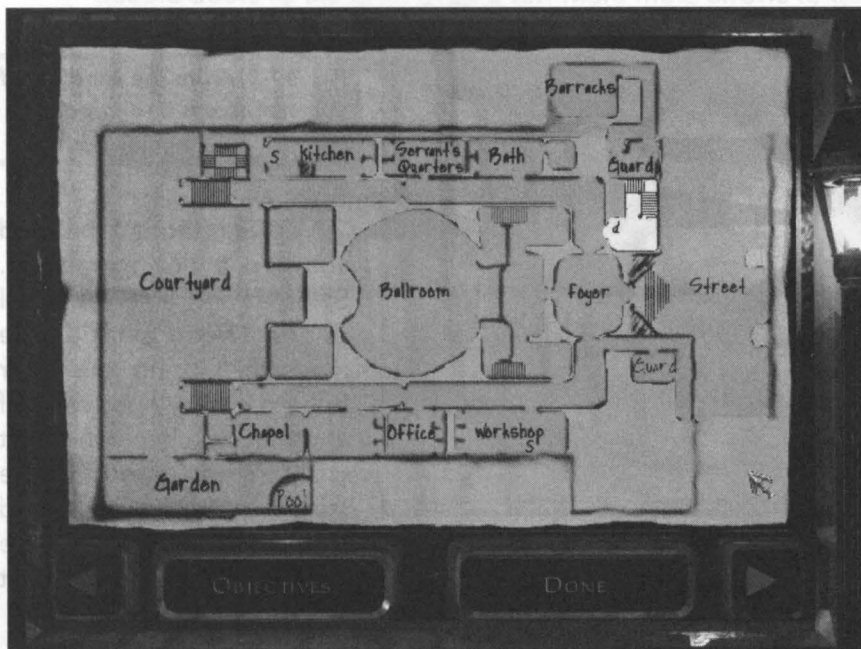 Barracks
S
Kitchen
Servant's
Quarters
Bath
Guard
d
Courtyard
Ballroom
Foyer
Street
Guard
Chapel
Office
Workshop
S
Garden
Pool
OBJECTIVES
DONE